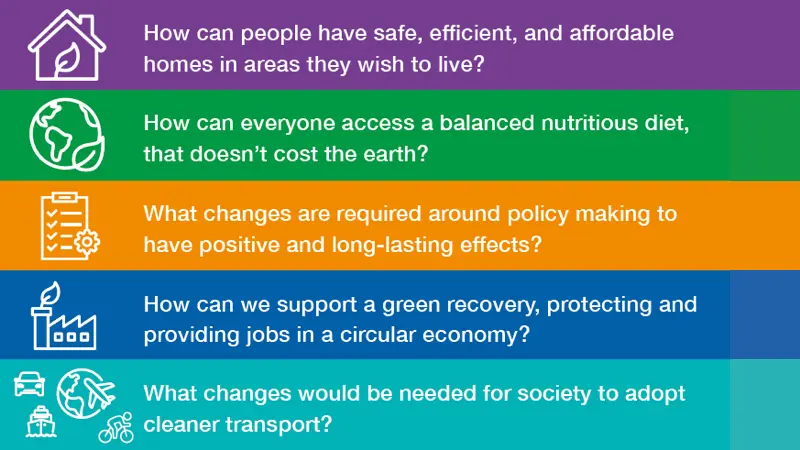 How can people have safe, efficient, and affordable
homes in areas they wish to live?
How can everyone access a balanced nutritious diet,
that doesn’t cost the earth?
What changes are required around policy making to
have positive and long-lasting effects?
How can we support a green recovery, protecting and
providing jobs in a circular economy?
What changes would be needed for society to adopt
cleaner transport?